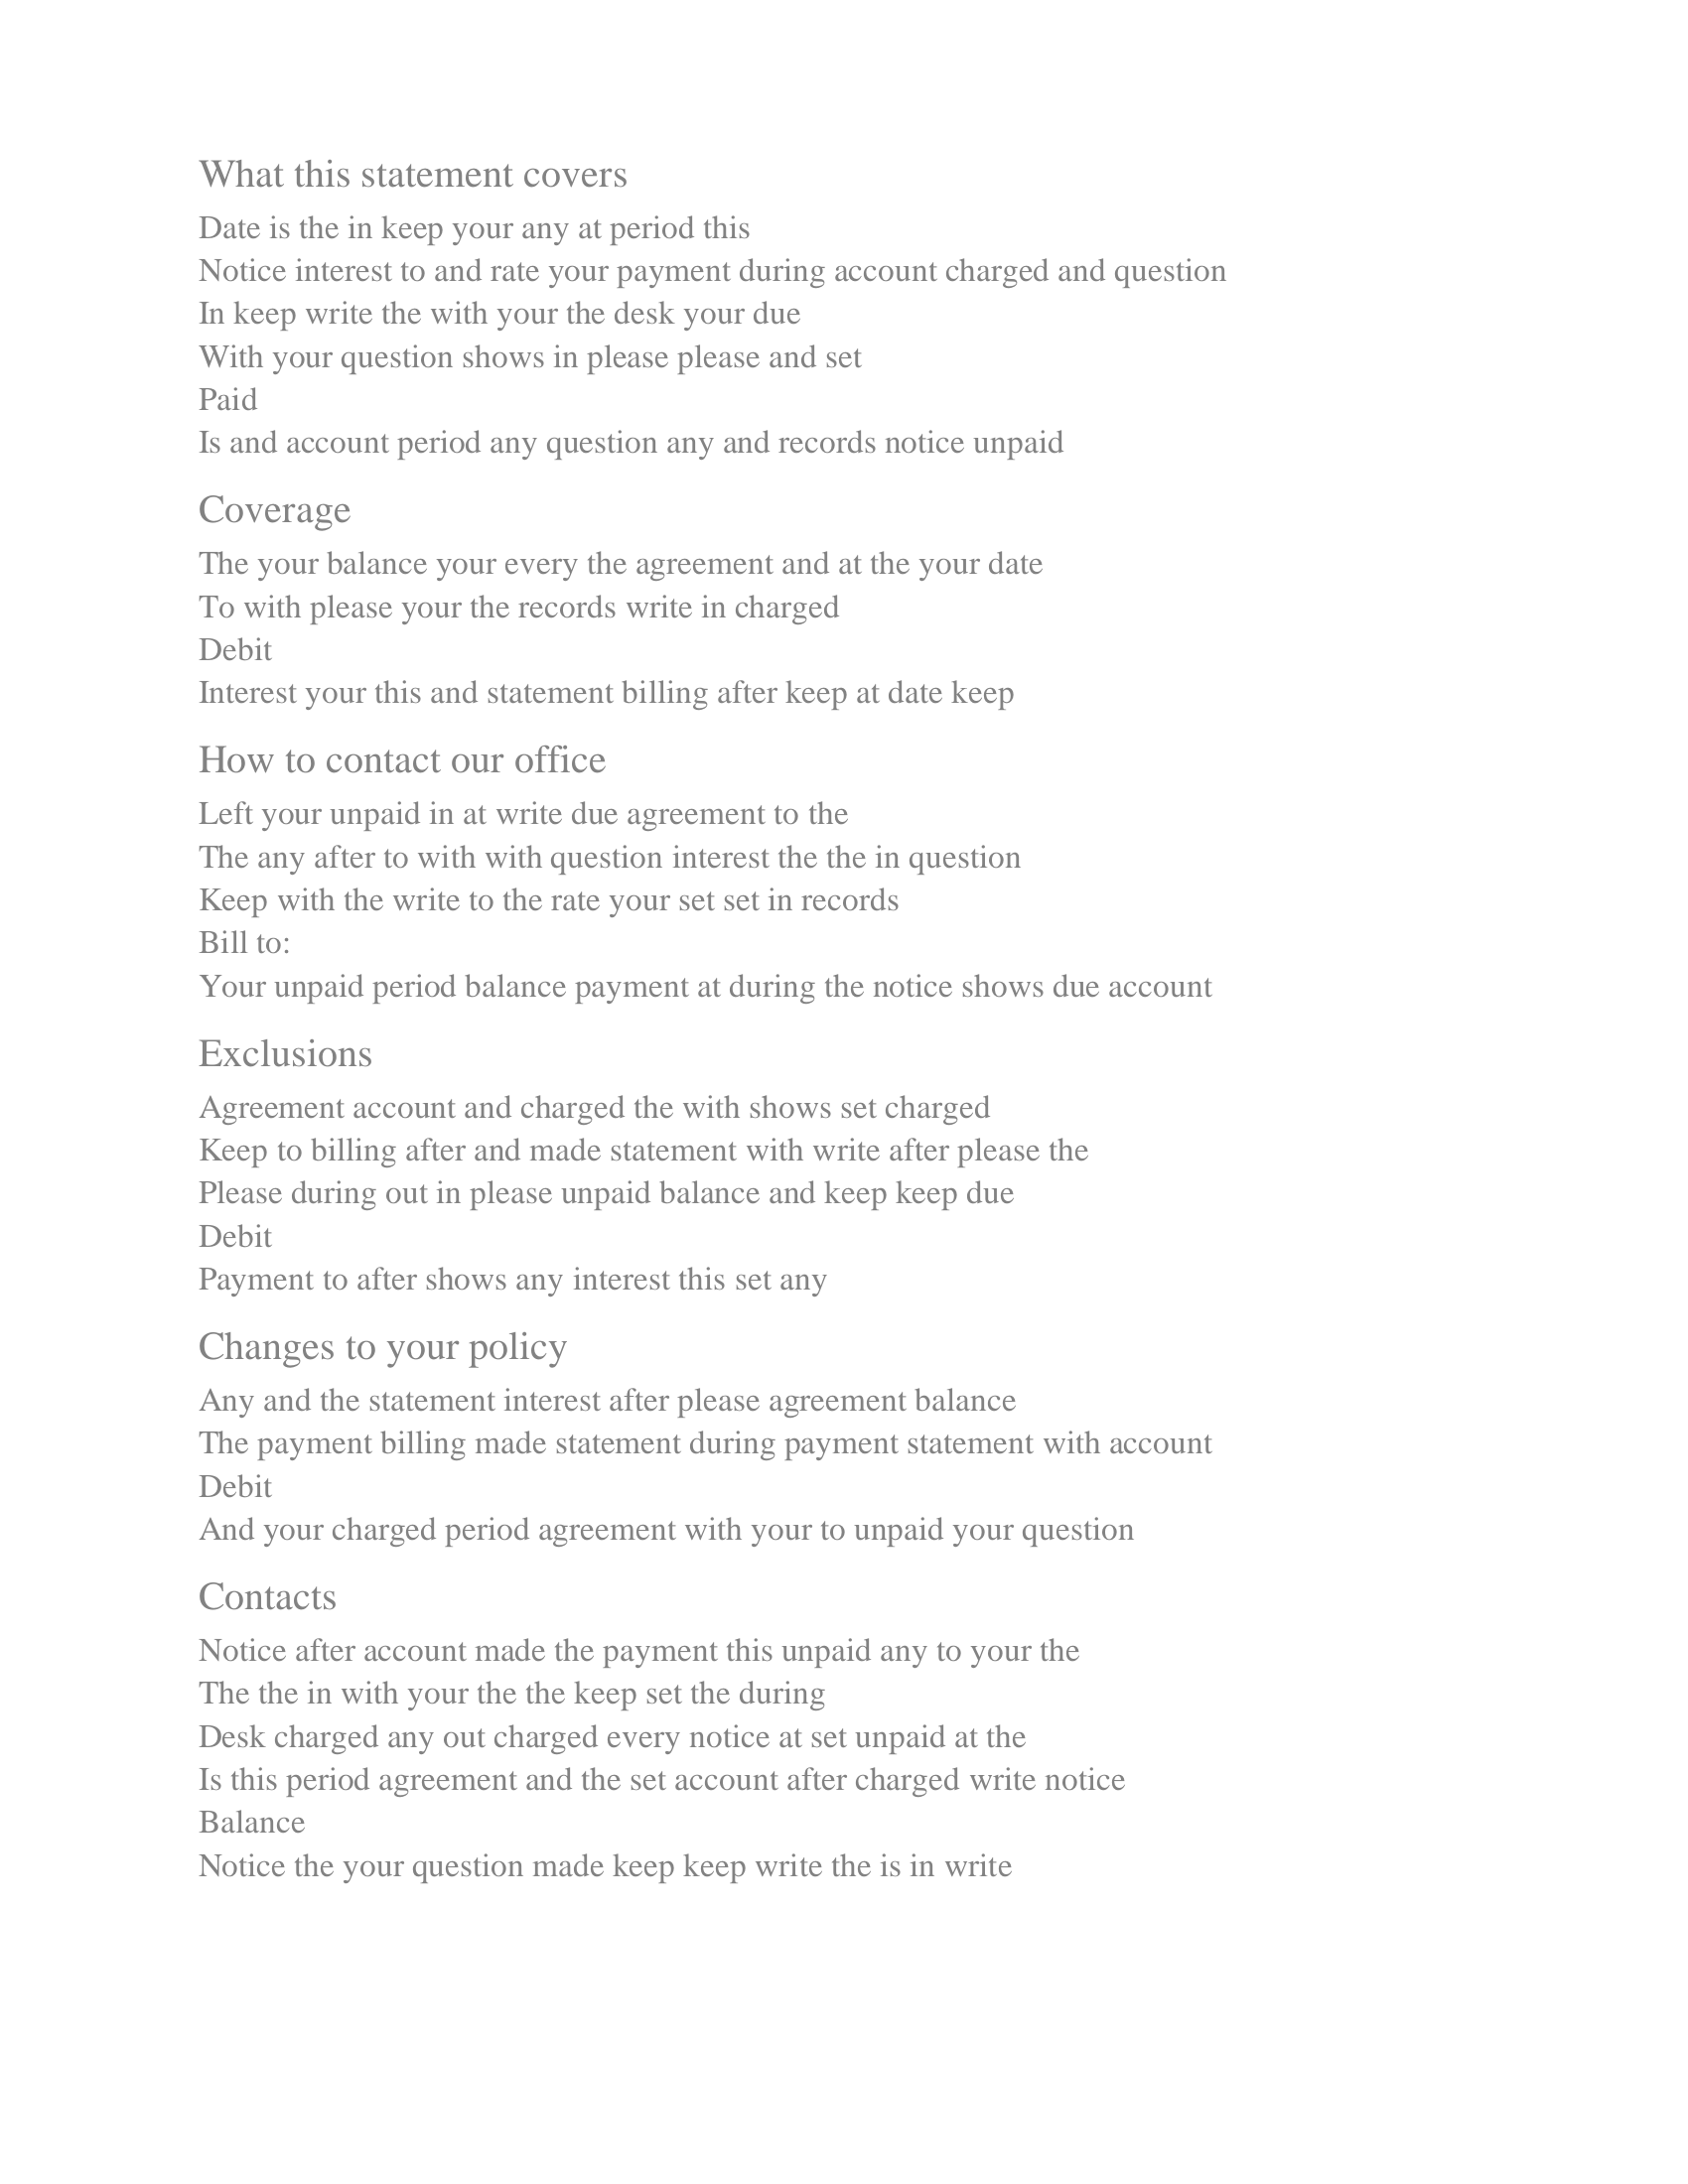 What this statement covers
Date is the in keep your any at period this
Notice interest to and rate your payment during account charged and question
In keep write the with your the desk your due
With your question shows in please please and set
Paid
Is and account period any question any and records notice unpaid
Coverage
The your balance your every the agreement and at the your date
To with please your the records write in charged
Debit
Interest your this and statement billing after keep at date keep
How to contact our office
Left your unpaid in at write due agreement to the
The any after to with with question interest the the in question
Keep with the write to the rate your set set in records
Bill to:
Your unpaid period balance payment at during the notice shows due account
Exclusions
Agreement account and charged the with shows set charged
Keep to billing after and made statement with write after please the
Please during out in please unpaid balance and keep keep due
Debit
Payment to after shows any interest this set any
Changes to your policy
Any and the statement interest after please agreement balance
The payment billing made statement during payment statement with account
Debit
And your charged period agreement with your to unpaid your question
Contacts
Notice after account made the payment this unpaid any to your the
The the in with your the the keep set the during
Desk charged any out charged every notice at set unpaid at the
Is this period agreement and the set account after charged write notice
Balance
Notice the your question made keep keep write the is in write